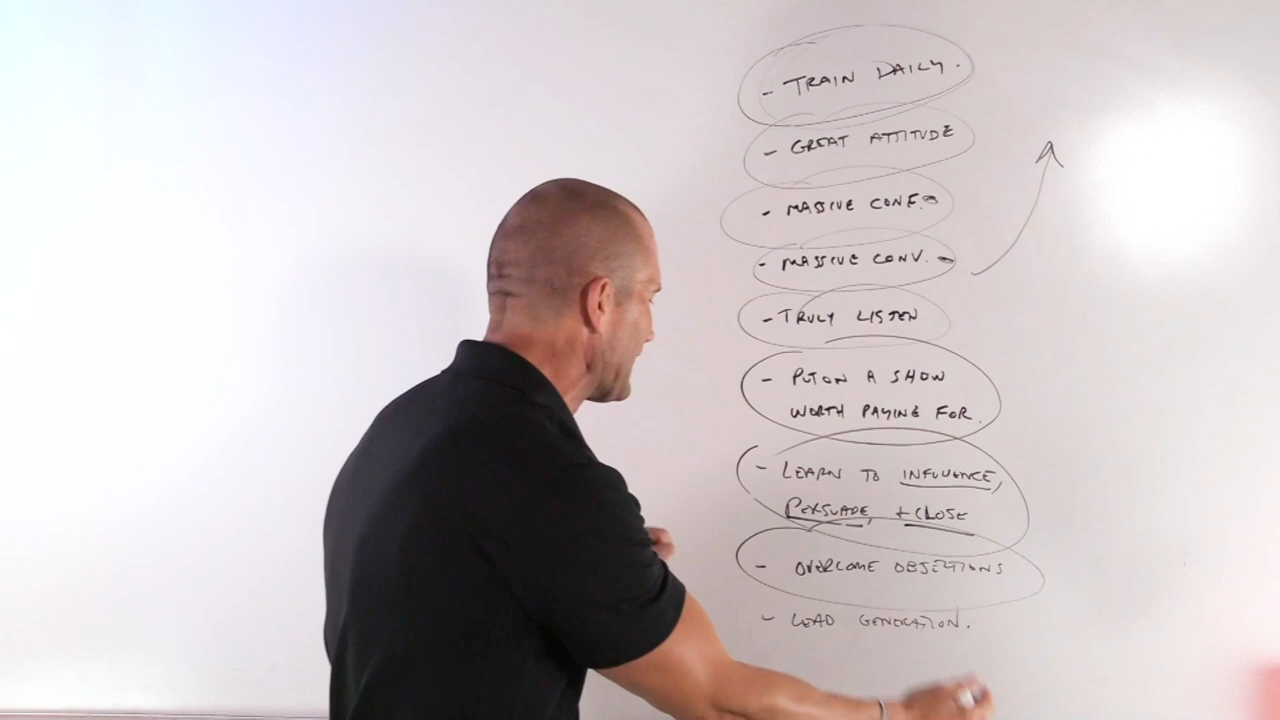 - TRAIN DAILY.
- GREAT ATTITUDE
- MASSIVE CONF.
- MASSIVE CONV.
- TRULY LISTEN
- PUT ON A SHOW
WORTH PAYING FOR.
- LEARN TO INFLUENCE,
PERSUADE, + CLOSE
- OVERCOME OBJECTIONS
- LEAD GENERATION.